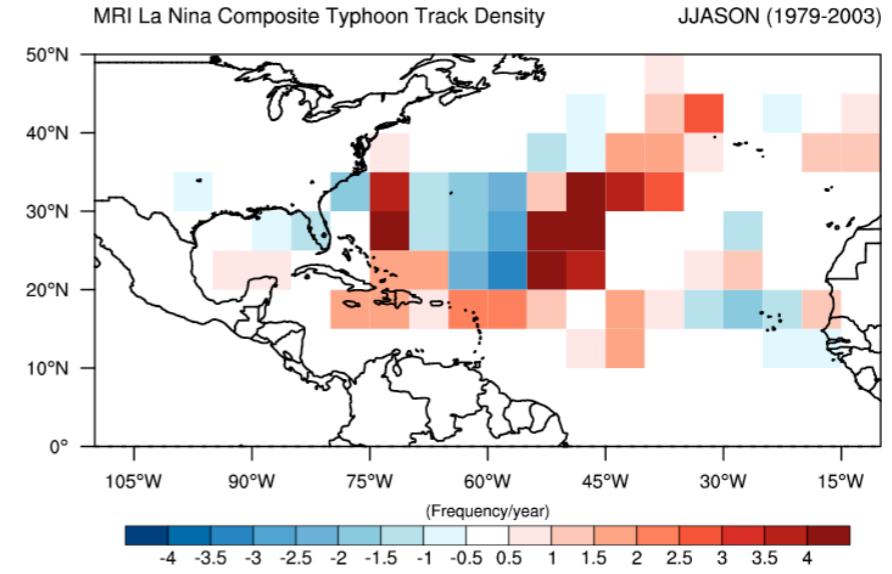 MRI La Nina Composite Typhoon Track Density JJASON (1979-2003)
50°N
40°N
30°N
20°N
10°N
0°
105°W 90°W 75°W 60°W 45°W 30°W 15°W
(Frequency/year)
-4 -3.5 -3 -2.5 -2 -1.5 -1 -0.5 0.5 1 1.5 2 2.5 3 3.5 4